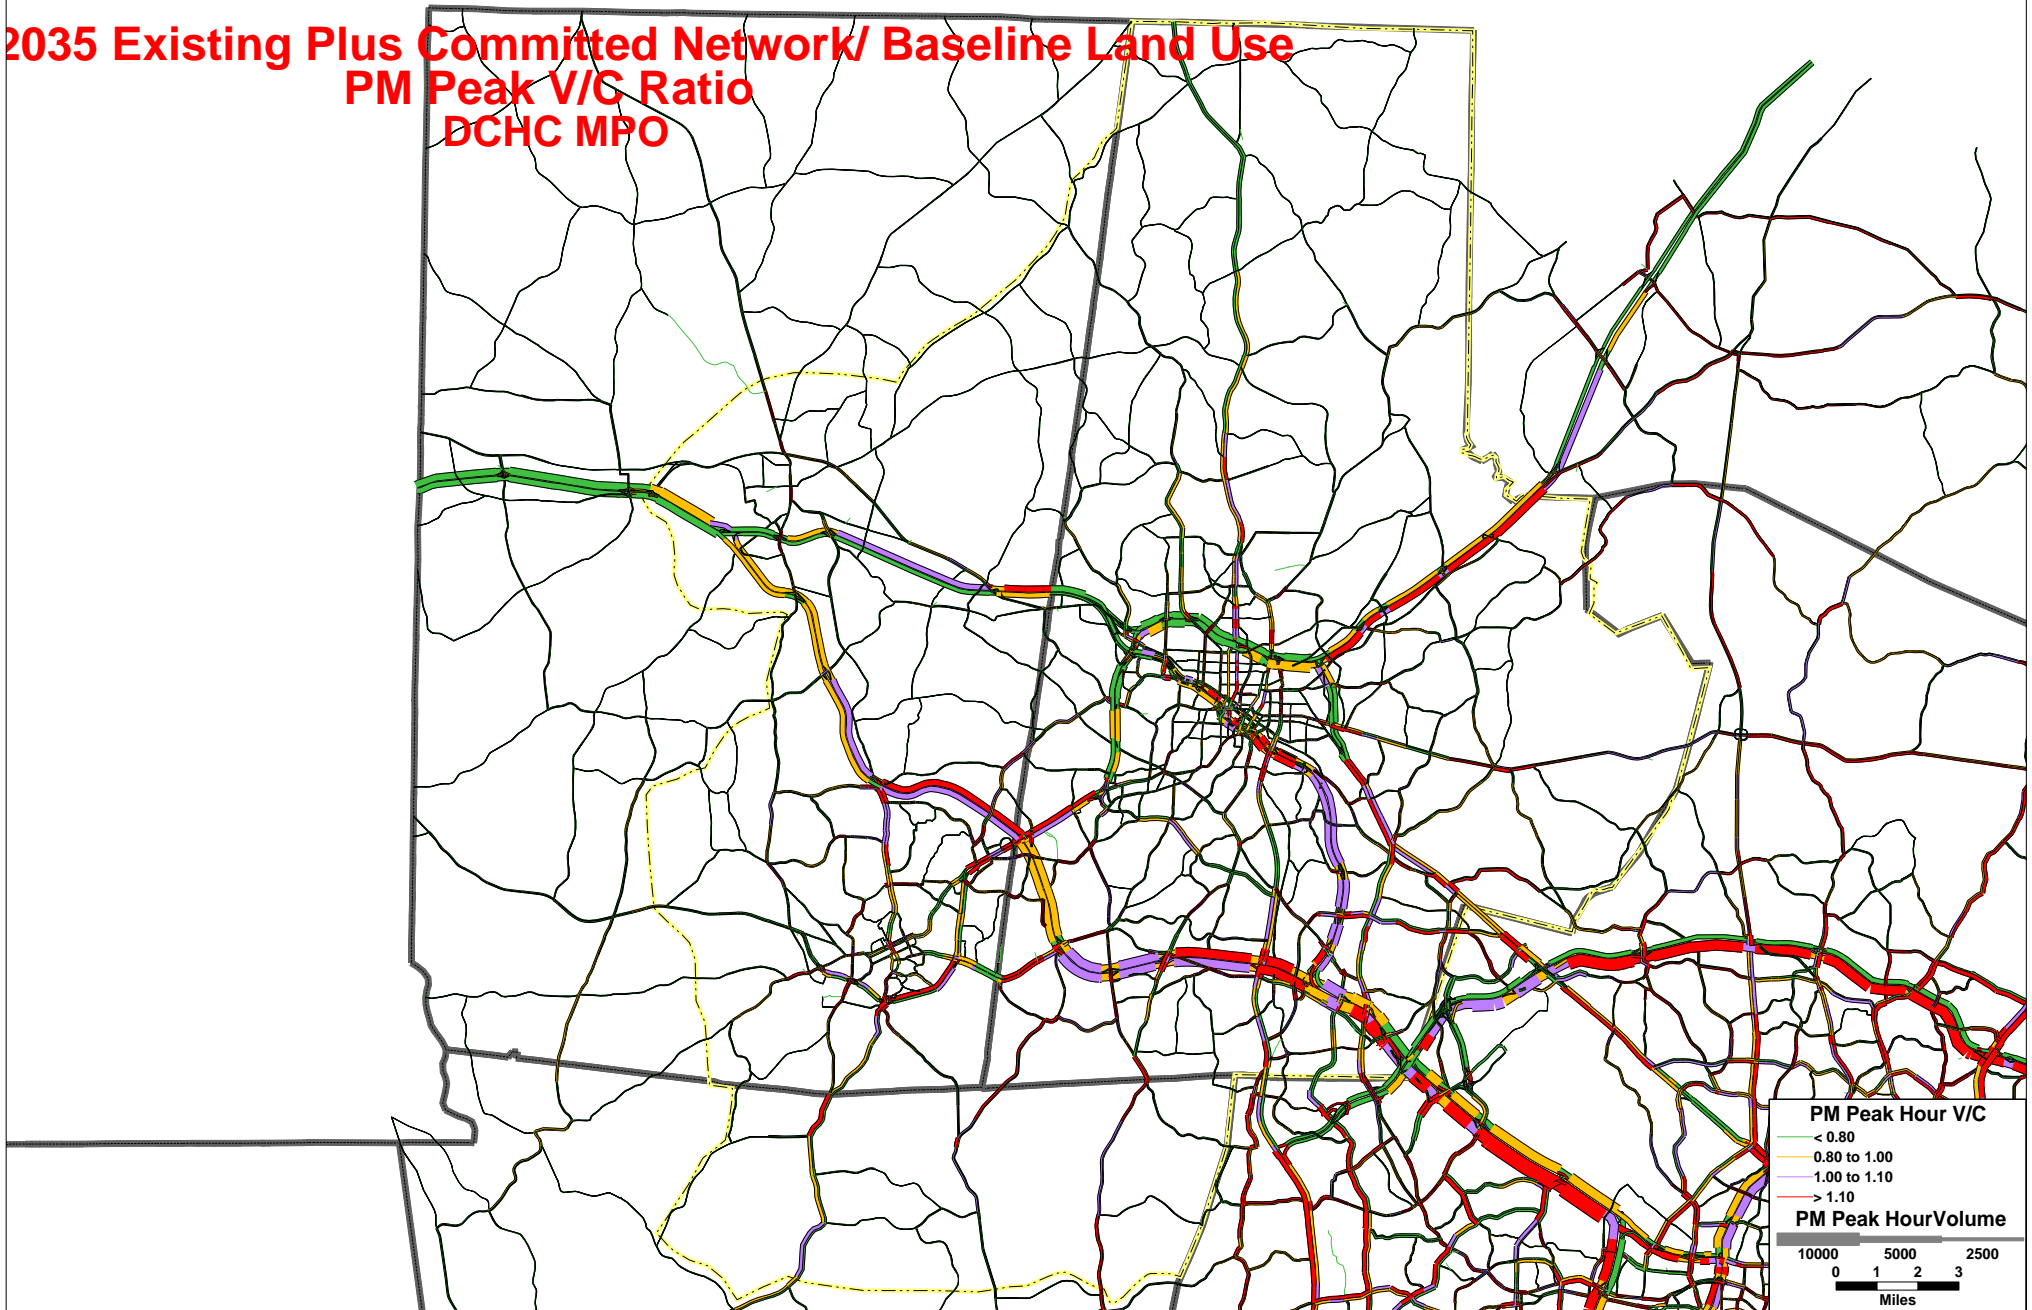 2035 Existing Plus Committed Network/ Baseline Land Use
PM Peak V/C Ratio
DCHC MPO
PM Peak Hour V/C
< 0.80
0.80 to 1.00
1.00 to 1.10
> 1.10
PM Peak HourVolume
10000 5000 2500
0 1 2 3
Miles